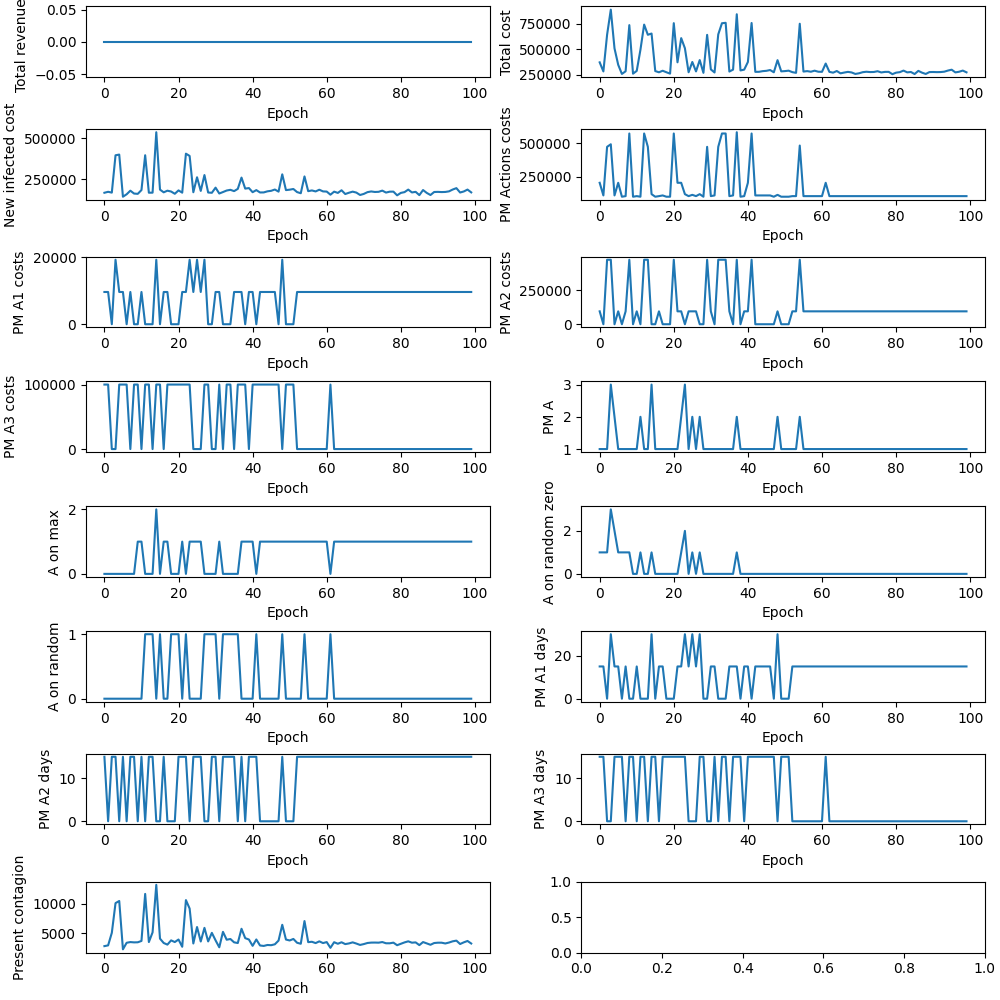 Total revenue
0.05
0.00
−0.05
0 20 40 60 80 100
Epoch
Total cost
750000
500000
250000
0 20 40 60 80 100
Epoch
New infected cost
500000
250000
0 20 40 60 80 100
Epoch
PM Actions costs
500000
250000
0 20 40 60 80 100
Epoch
PM A1 costs
20000
0
0 20 40 60 80 100
Epoch
PM A2 costs
250000
0
0 20 40 60 80 100
Epoch
PM A3 costs
100000
0
0 20 40 60 80 100
Epoch
PM A
3
2
1
0 20 40 60 80 100
Epoch
A on max
2
0
0 20 40 60 80 100
Epoch
A on random zero
2
0
0 20 40 60 80 100
Epoch
A on random
1
0
0 20 40 60 80 100
Epoch
PM A1 days
20
0
0 20 40 60 80 100
Epoch
PM A2 days
10
0
0 20 40 60 80 100
Epoch
PM A3 days
10
0
0 20 40 60 80 100
Epoch
Present contagion
10000
5000
0 20 40 60 80 100
Epoch
1.0
0.5
0.0
0.0 0.2 0.4 0.6 0.8 1.0